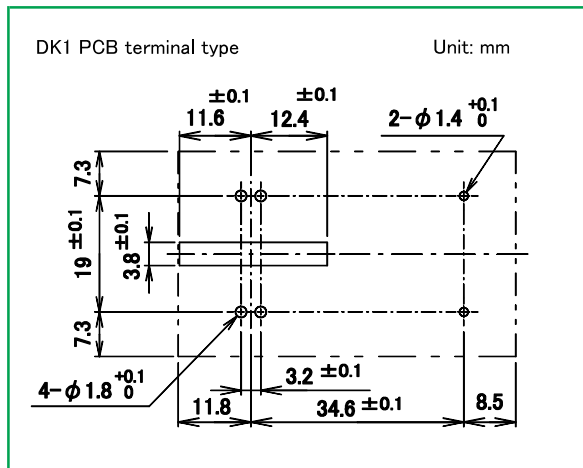 DK1 PCB terminal type
Unit: mm
11.6 ±0.1
12.4 ±0.1
2-φ1.4 +0.1 0
7.3
19 ±0.1
3.8 ±0.1
7.3
4-φ1.8 +0.1 0
3.2 ±0.1
11.8
34.6 ±0.1
8.5